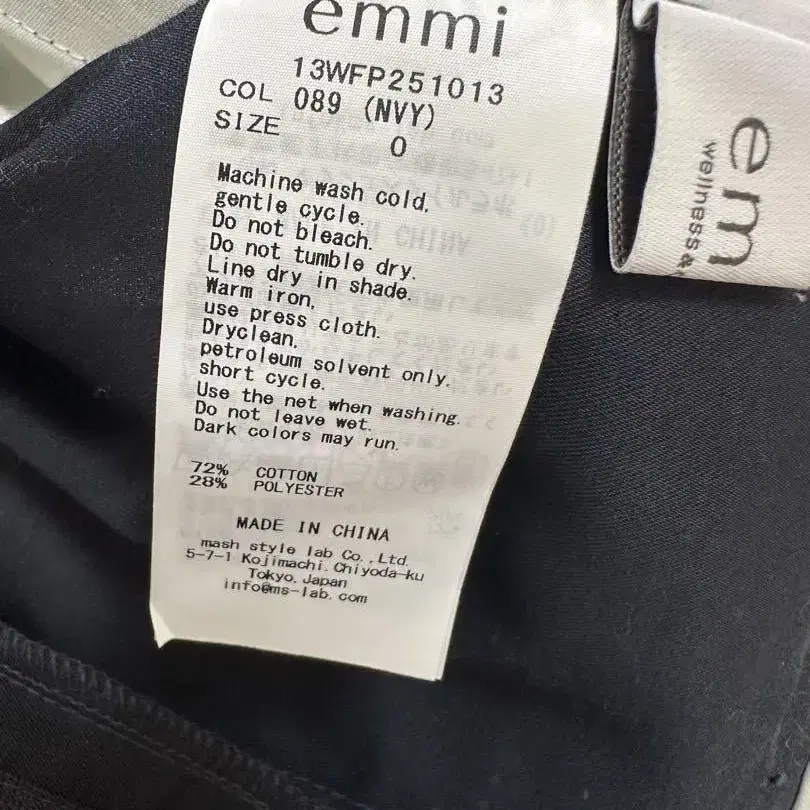 emmi
13WFP251013
COL 089 (NVY)
SIZE 0
Machine wash cold,
gentle cycle.
Do not bleach.
Do not tumble dry.
Line dry in shade.
Warm iron,
use press cloth.
Dryclean,
petroleum solvent only.
short cycle.
Use the net when washing.
Do not leave wet.
Dark colors may run.
72% COTTON
28% POLYESTER
MADE IN CHINA
mash style lab Co.,Ltd.
5-7-1 Kojimachi,Chiyoda-ku
Tokyo,Japan
info@ms-lab.com
em
wellness&